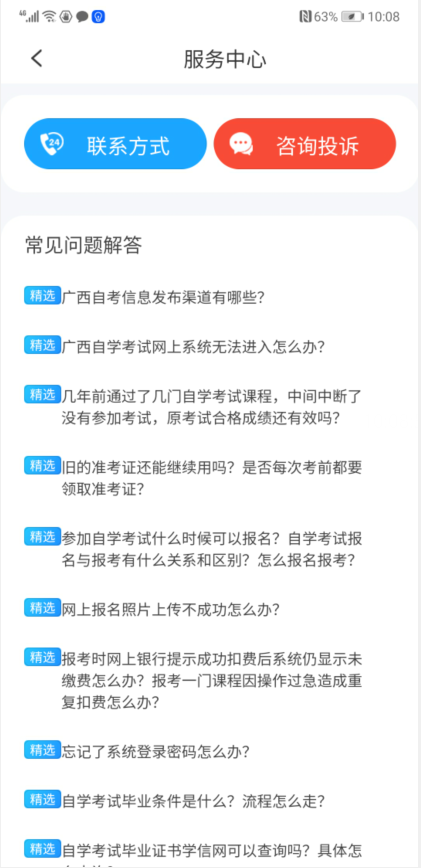 4G
63%
10:08
服务中心
24
联系方式
咨询投诉
常见问题解答
精选 广西自考信息发布渠道有哪些？
精选 广西自学考试网上系统无法进入怎么办？
精选 几年前通过了几门自学考试课程，中间中断了
没有参加考试，原考试合格成绩还有效吗？
精选 旧的准考证还能继续用吗？是否每次考前都要
领取准考证？
精选 参加自学考试什么时候可以报名？自学考试报
名与报考有什么关系和区别？怎么报名报考？
精选 网上报名照片上传不成功怎么办？
精选 报考时网上银行提示成功扣费后系统仍显示未
缴费怎么办？报考一门课程因操作过急造成重
复扣费怎么办？
精选 忘记了系统登录密码怎么办？
精选 自学考试毕业条件是什么？流程怎么走？
精选 自学考试毕业证书学信网可以查询吗？具体怎